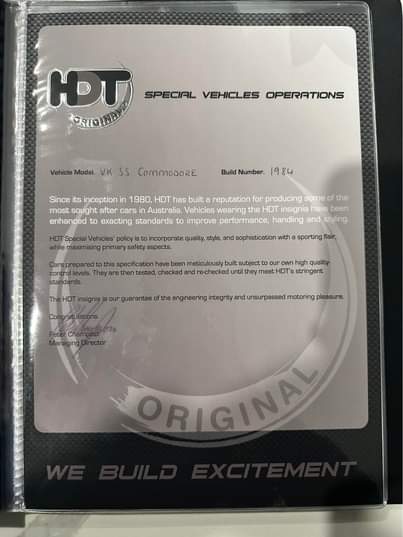 HDT
ORIGINAL
SPECIAL VEHICLES OPERATIONS
Vehicle Model. VK SS COMMODORE Build Number. 1984
Since its inception in 1980, HDT has built a reputation for producing some of the
most sought after cars in Australia. Vehicles wearing the HDT insignia have been
enhanced to exacting standards to improve performance, handling and styling.
HDT Special Vehicles' policy is to incorporate quality, style, and sophistication with a sporting flair,
while maximising primary safety aspects.
Cars prepared to this specification have been meticulously built subject to our own high quality
control levels. They are then tested, checked and re-checked until they meet HDT's stringent
standards.
The HDT insignia is our guarantee of the engineering integrity and unsurpassed motoring pleasure.
Congratulations
Peter Champion
Managing Director
ORIGINAL
WE BUILD EXCITEMENT